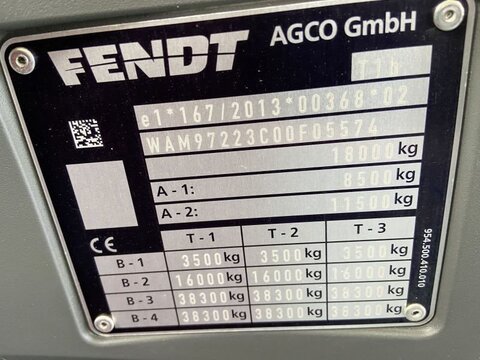 FENDT AGCO GmbH
T1b
e1*167/2013*00368*02
WAM97223C00F05574
18000 kg
A - 1: 8500 kg
A - 2: 11500 kg
T - 1 T - 2 T - 3
B - 1 3500 kg 3500 kg 3500 kg
B - 2 16000 kg 16000 kg 16000 kg
B - 3 38300 kg 38300 kg 38300 kg
B - 4 38300 kg 38300 kg 38300 kg
CE
954.500.410.010